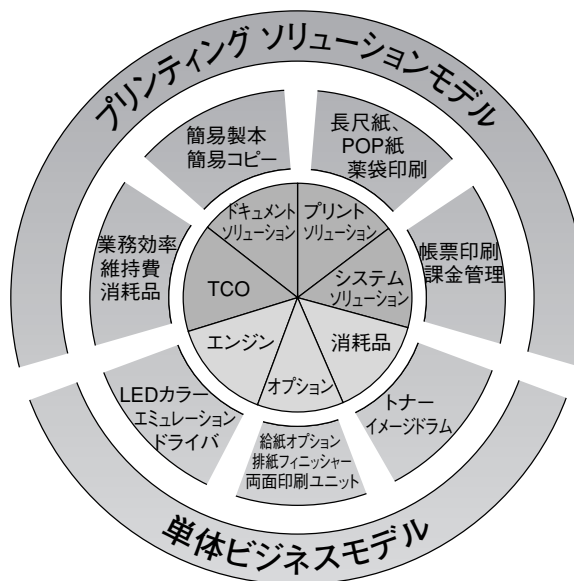 プリンティング ソリューションモデル
簡易製本
簡易コピー
長尺紙、
POP紙
薬袋印刷
業務効率
維持費
消耗品
帳票印刷
課金管理
ドキュメント
ソリューション
プリント
ソリューション
TCO
システム
ソリューション
エンジン
消耗品
オプション
LEDカラー
エミュレーション
ドライバ
給紙オプション
排紙フィニッシャー
両面印刷ユニット
トナー
イメージドラム
単体ビジネスモデル